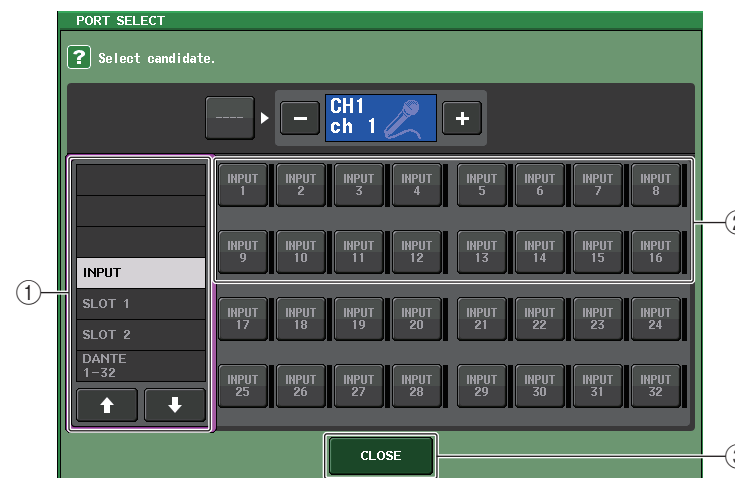 PORT SELECT
? Select candidate.
---- − CH1 +
ch 1
INPUT
SLOT 1
SLOT 2
DANTE
1-32
INPUT INPUT INPUT INPUT INPUT INPUT INPUT INPUT
1 2 3 4 5 6 7 8
INPUT INPUT INPUT INPUT INPUT INPUT INPUT INPUT
9 10 11 12 13 14 15 16
INPUT INPUT INPUT INPUT INPUT INPUT INPUT INPUT
17 18 19 20 21 22 23 24
INPUT INPUT INPUT INPUT INPUT INPUT INPUT INPUT
25 26 27 28 29 30 31 32
CLOSE
1
2
3